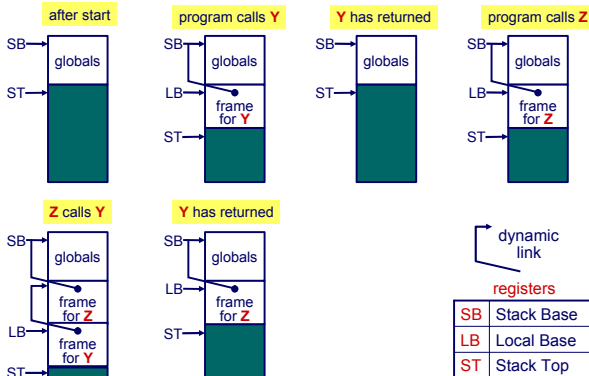 after start
SB
globals
ST
program calls Y
SB
globals
LB
frame
for Y
ST
Y has returned
SB
globals
ST
program calls Z
SB
globals
LB
frame
for Z
ST
Z calls Y
SB
globals
frame
for Z
LB
frame
for Y
ST
Y has returned
SB
globals
LB
frame
for Z
ST
dynamic
link
registers
SB Stack Base
LB Local Base
ST Stack Top